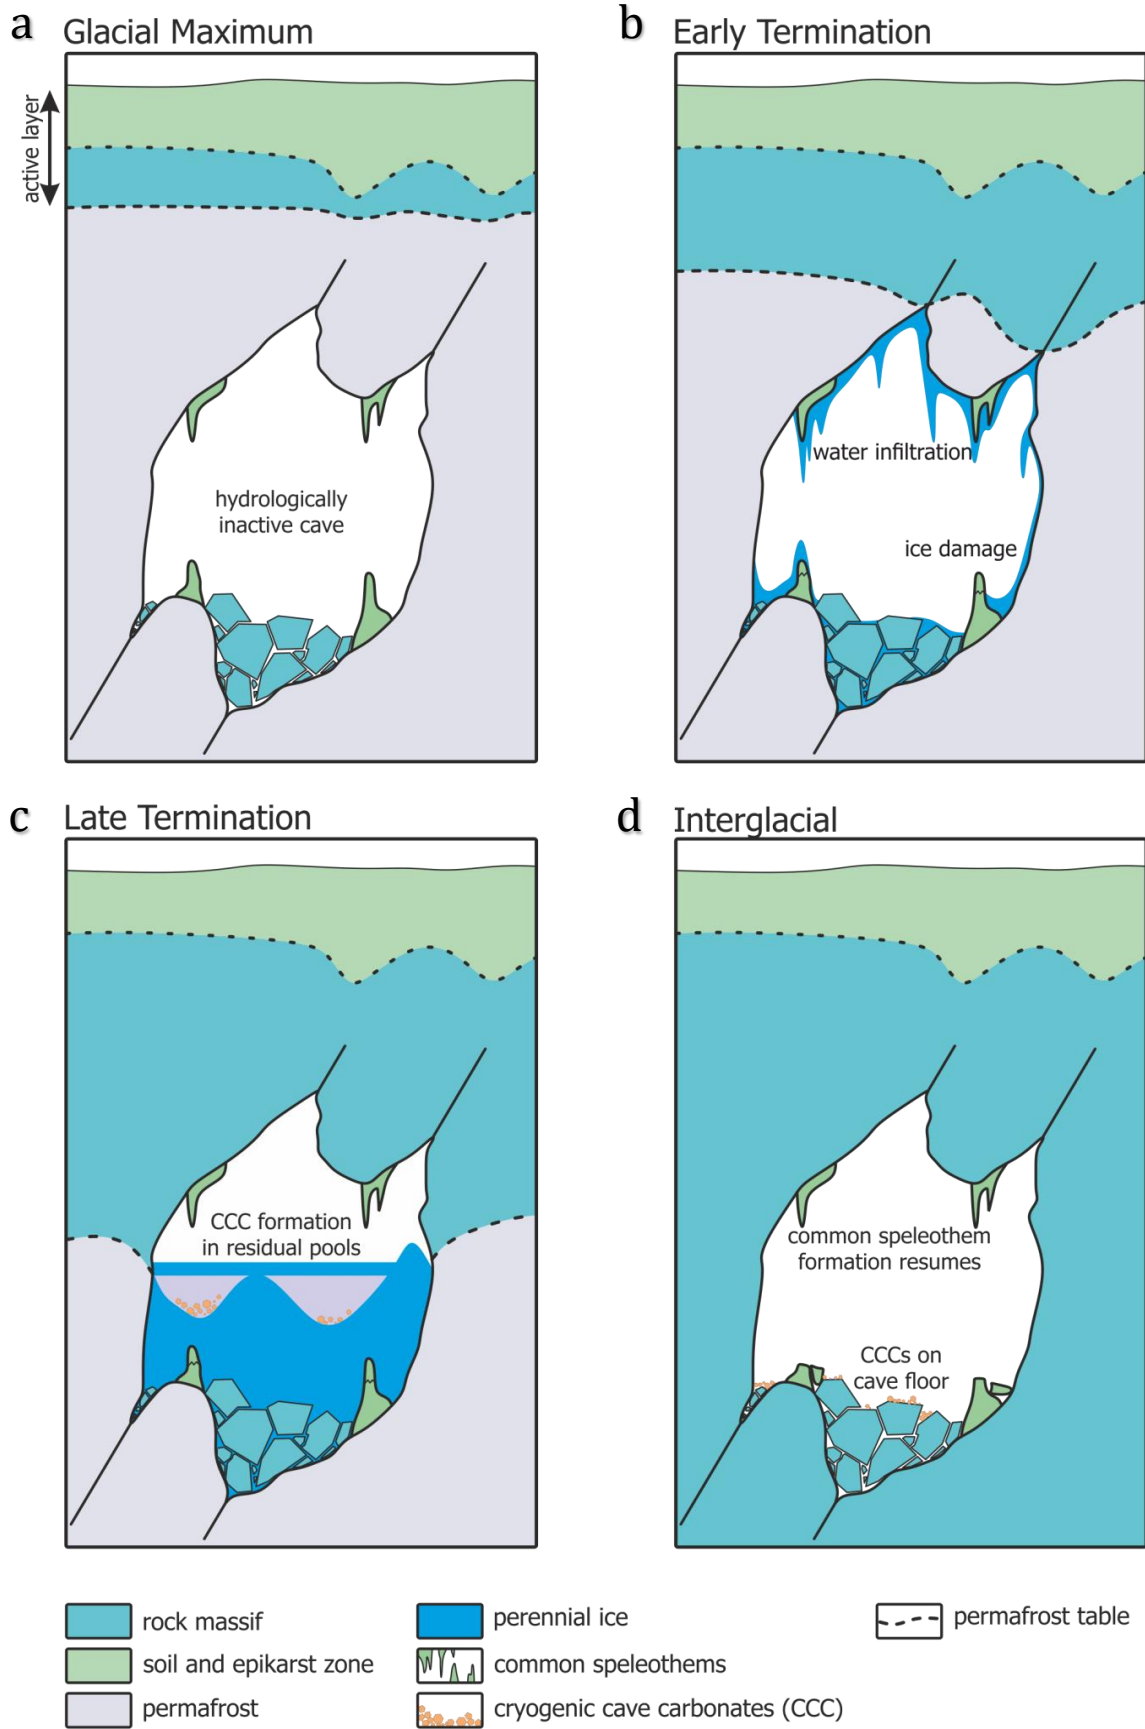 a
Glacial Maximum
active layer
hydrologically
inactive cave
b
Early Termination
water infiltration
ice damage
c
Late Termination
CCC formation
in residual pools
d
Interglacial
common speleothem
formation resumes
CCCs on
cave floor
rock massif
soil and epikarst zone
permafrost
perennial ice
common speleothems
cryogenic cave carbonates (CCC)
permafrost table